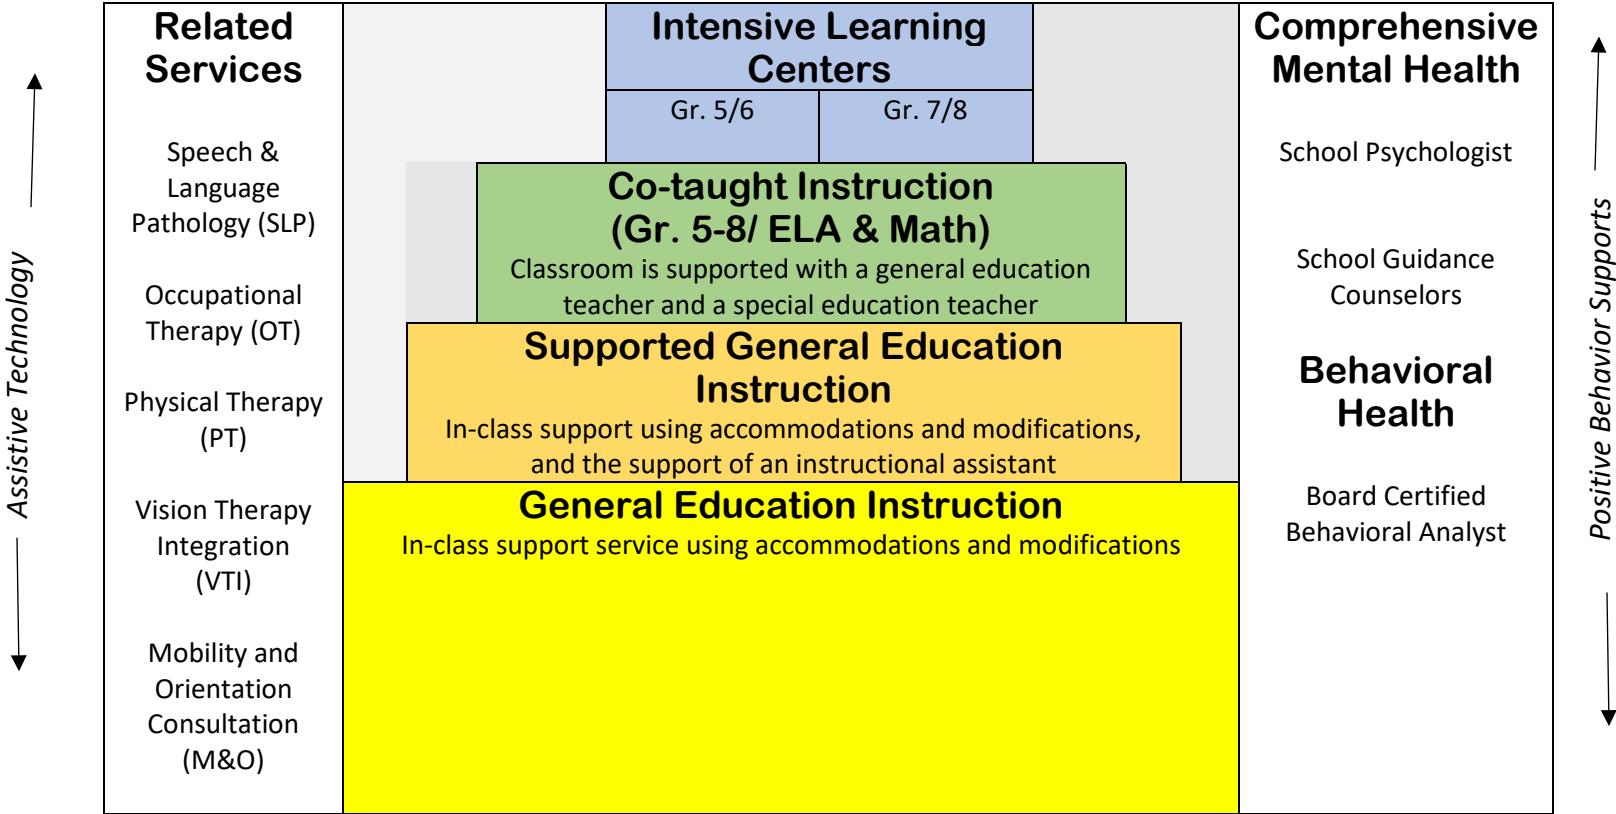 Assistive Technology
Related
Services
Speech &
Language
Pathology (SLP)
Occupational
Therapy (OT)
Physical Therapy
(PT)
Vision Therapy
Integration
(VTI)
Mobility and
Orientation
Consultation
(M&O)
Intensive Learning
Centers
Gr. 5/6
Gr. 7/8
Co-taught Instruction
(Gr. 5-8/ ELA & Math)
Classroom is supported with a general education
teacher and a special education teacher
Supported General Education
Instruction
In-class support using accommodations and modifications,
and the support of an instructional assistant
General Education Instruction
In-class support service using accommodations and modifications
Comprehensive
Mental Health
School Psychologist
School Guidance
Counselors
Behavioral
Health
Board Certified
Behavioral Analyst
Positive Behavior Supports